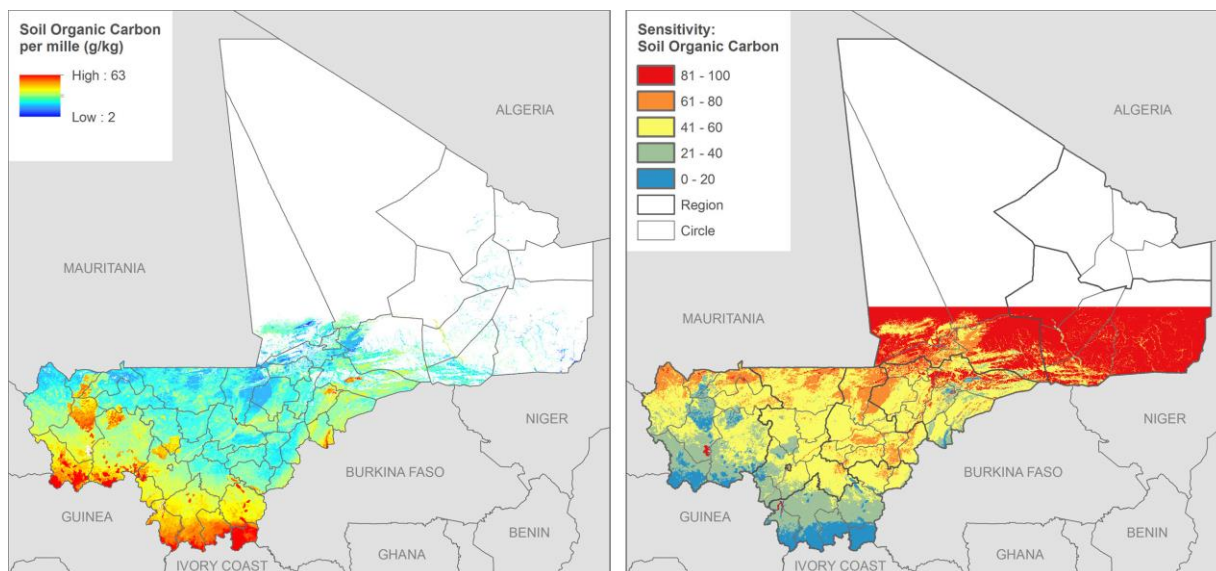 Soil Organic Carbon
per mille (g/kg)
High : 63
Low : 2
ALGERIA
MAURITANIA
NIGER
BURKINA FASO
GUINEA
BENIN
GHANA
IVORY COAST
Sensitivity:
Soil Organic Carbon
81 - 100
61 - 80
41 - 60
21 - 40
0 - 20
Region
Circle
ALGERIA
MAURITANIA
NIGER
BURKINA FASO
GUINEA
BENIN
GHANA
IVORY COAST